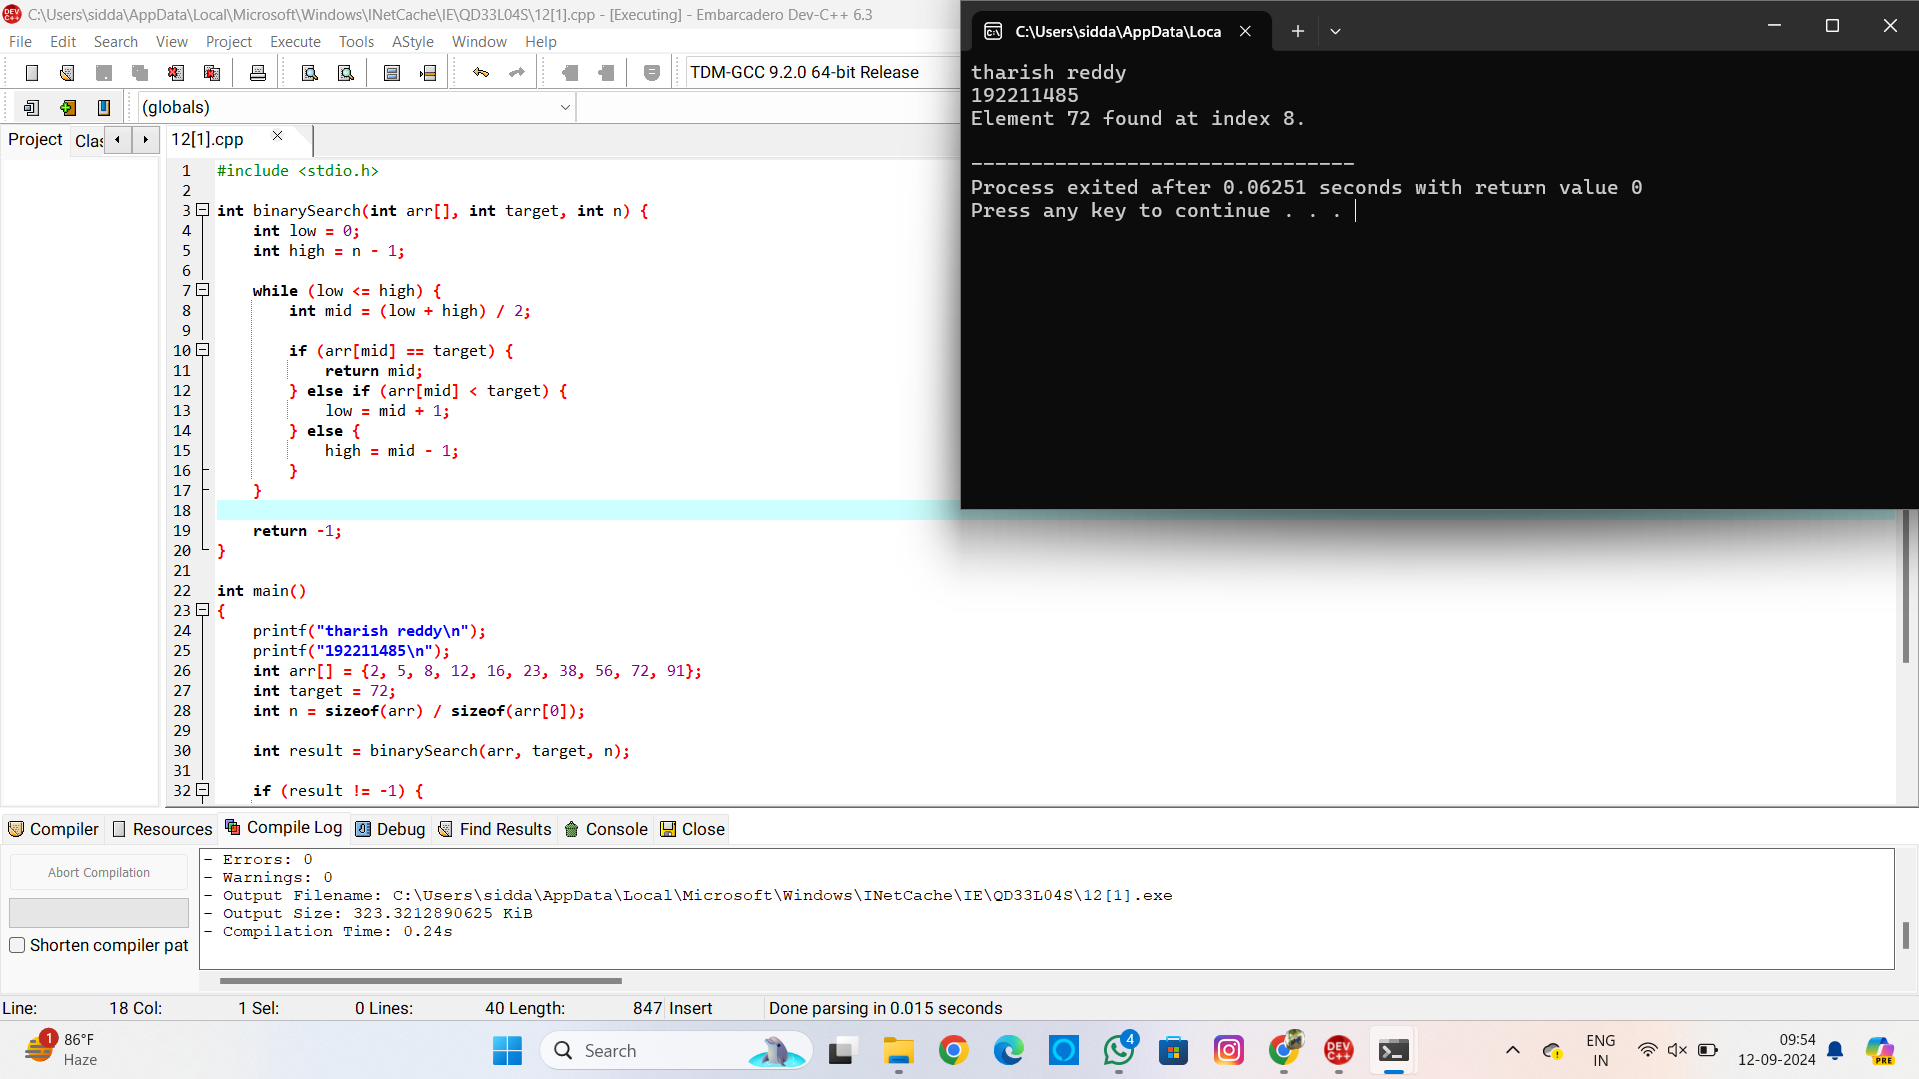 C:\Users\sidda\AppData\Local\Microsoft\Windows\INetCache\IE\QD33L04S\12[1].cpp - [Executing] - Embarcadero Dev-C++ 6.3
File Edit Search View Project Execute Tools AStyle Window Help
TDM-GCC 9.2.0 64-bit Release
(globals)
Project Clas 12[1].cpp
1 #include <stdio.h>
2
3 int binarySearch(int arr[], int target, int n) {
4 int low = 0;
5 int high = n - 1;
6
7 while (low <= high) {
8 int mid = (low + high) / 2;
9
10 if (arr[mid] == target) {
11 return mid;
12 } else if (arr[mid] < target) {
13 low = mid + 1;
14 } else {
15 high = mid - 1;
16 }
17 }
18
19 return -1;
20 }
21
22 int main()
23 {
24 printf("tharish reddy\n");
25 printf("192211485\n");
26 int arr[] = {2, 5, 8, 12, 16, 23, 38, 56, 72, 91};
27 int target = 72;
28 int n = sizeof(arr) / sizeof(arr[0]);
29
30 int result = binarySearch(arr, target, n);
31
32 if (result != -1) {
C:\Users\sidda\AppData\Loca
tharish reddy
192211485
Element 72 found at index 8.
--------------------------------
Process exited after 0.06251 seconds with return value 0
Press any key to continue . . .
Compiler Resources Compile Log Debug Find Results Console Close
Abort Compilation
Shorten compiler pat
- Errors: 0
- Warnings: 0
- Output Filename: C:\Users\sidda\AppData\Local\Microsoft\Windows\INetCache\IE\QD33L04S\12[1].exe
- Output Size: 323.3212890625 KiB
- Compilation Time: 0.24s
Line: 18 Col: 1 Sel: 0 Lines: 40 Length: 847 Insert Done parsing in 0.015 seconds
1
86°F
Haze
Search
4
DEV C++
ENG
IN
09:54
12-09-2024
PRE